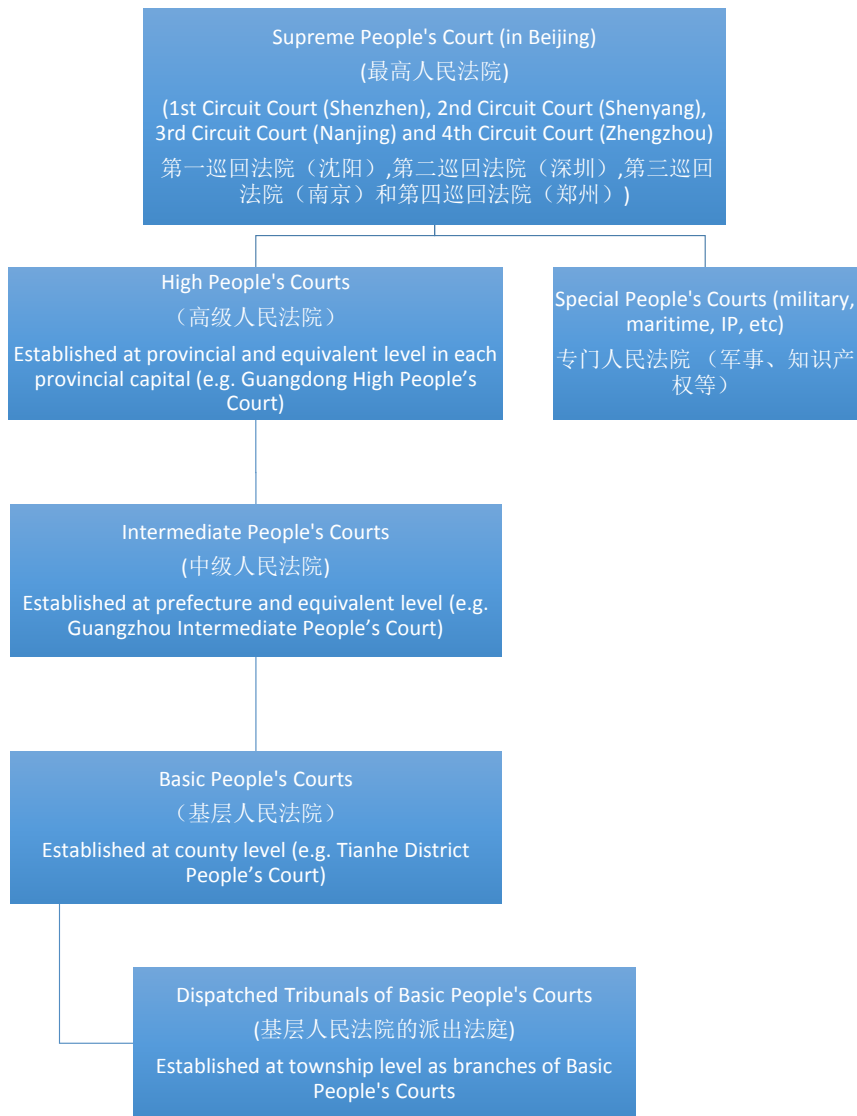 Supreme People's Court (in Beijing)
(最高人民法院)
(1st Circuit Court (Shenzhen), 2nd Circuit Court (Shenyang),
3rd Circuit Court (Nanjing) and 4th Circuit Court (Zhengzhou)
第一巡回法院（沈阳）,第二巡回法院（深圳）,第三巡回
法院（南京）和第四巡回法院（郑州）)
High People's Courts
（高级人民法院）
Established at provincial and equivalent level in each
provincial capital (e.g. Guangdong High People’s
Court)
Special People's Courts (military,
maritime, IP, etc)
专门人民法院 （军事、知识产
权等）
Intermediate People's Courts
(中级人民法院)
Established at prefecture and equivalent level (e.g.
Guangzhou Intermediate People’s Court)
Basic People's Courts
（基层人民法院）
Established at county level (e.g. Tianhe District
People’s Court)
Dispatched Tribunals of Basic People's Courts
(基层人民法院的派出法庭)
Established at township level as branches of Basic
People's Courts